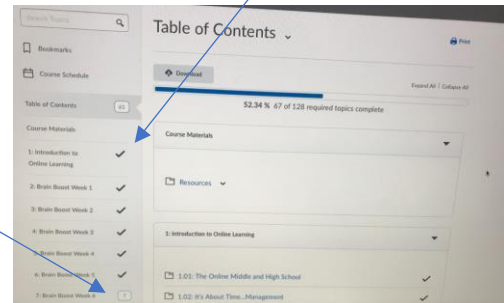 Search Topics
Bookmarks
Course Schedule
Table of Contents
61
Course Materials
1: Introduction to
Online Learning
2: Brain Boost Week 1
3: Brain Boost Week 2
4: Brain Boost Week 3
5: Brain Boost Week 4
6: Brain Boost Week 5
7: Brain Boost Week 6
Table of Contents
Print
Download
Expand All | Collapse All
52.34 % 67 of 128 required topics complete
Course Materials
Resources
1: Introduction to Online Learning
1.01: The Online Middle and High School
1.02: It's About Time...Management